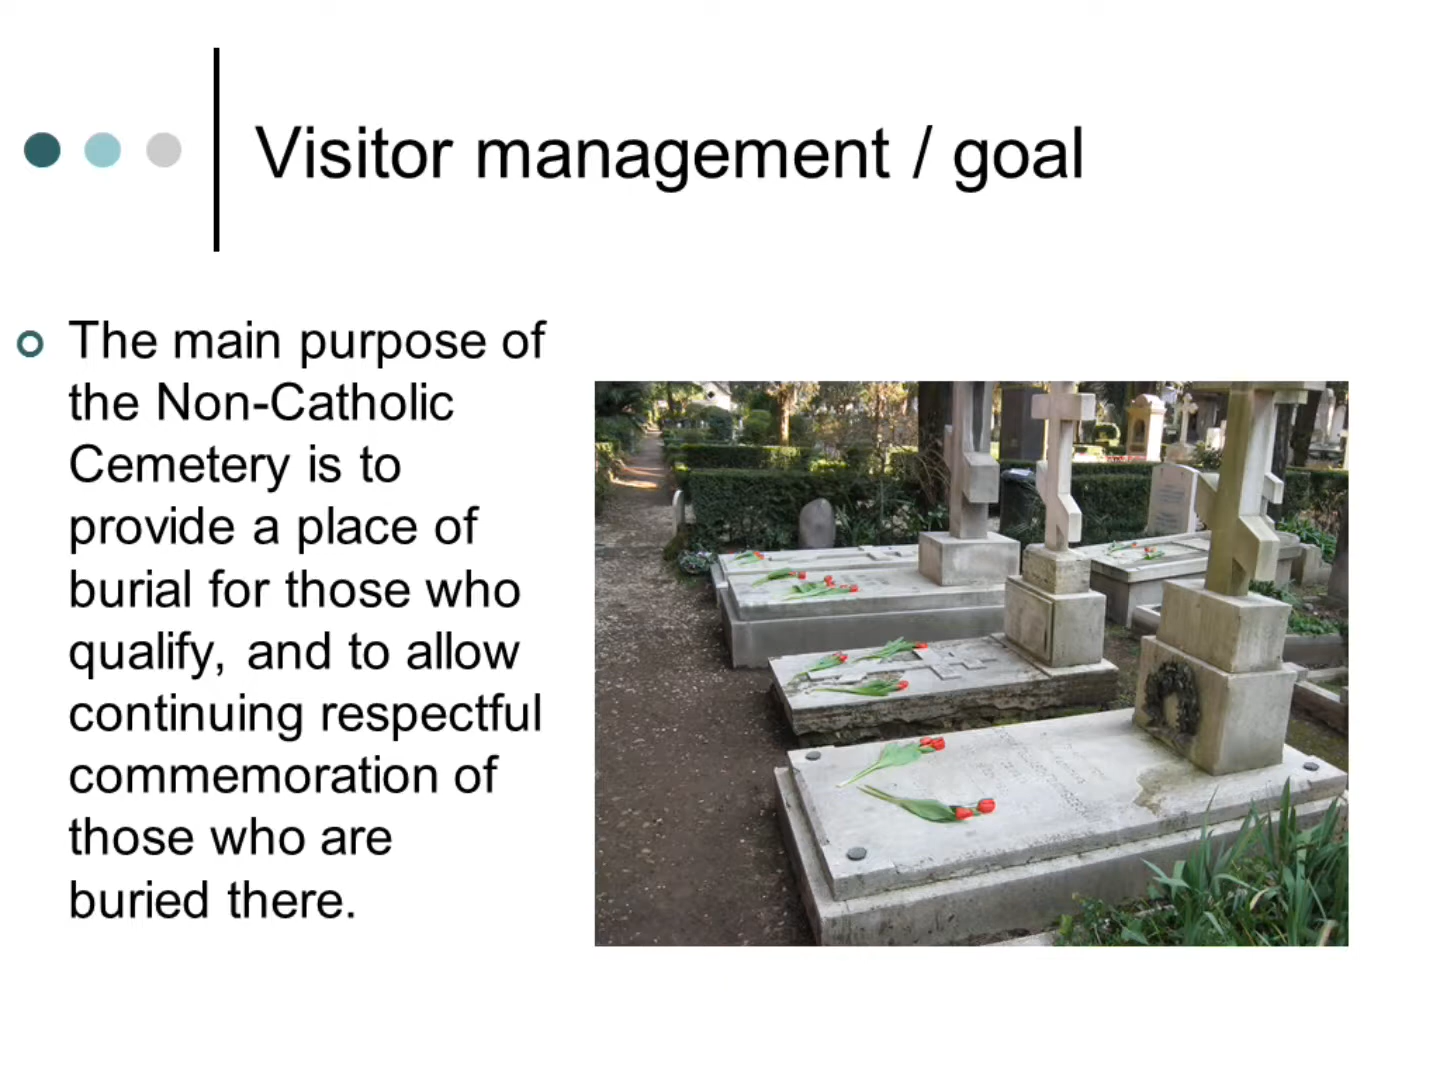 Visitor management / goal
The main purpose of
the Non-Catholic
Cemetery is to
provide a place of
burial for those who
qualify, and to allow
continuing respectful
commemoration of
those who are
buried there.